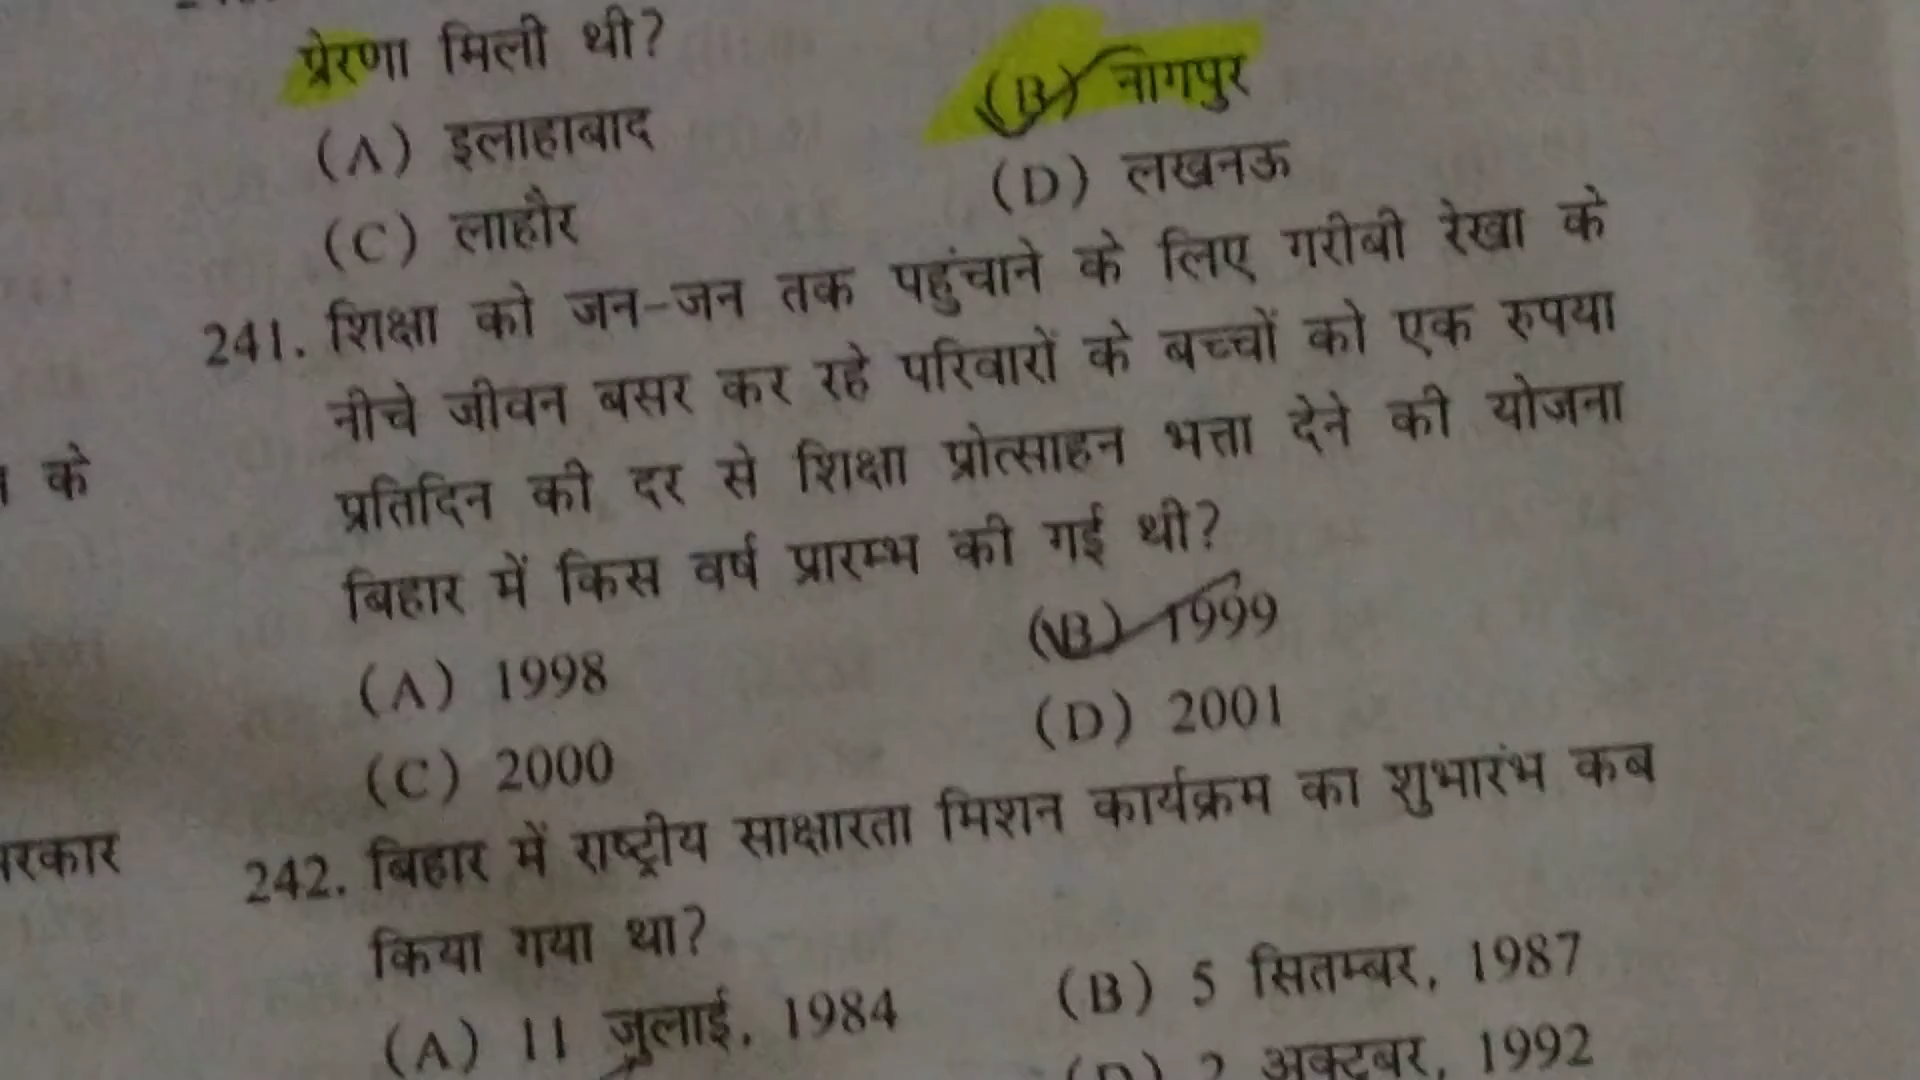 प्रेरणा मिली थी?
(A) इलाहाबाद (B) नागपुर
(C) लाहौर (D) लखनऊ
241. शिक्षा को जन-जन तक पहुंचाने के लिए गरीबी रेखा के
नीचे जीवन बसर कर रहे परिवारों के बच्चों को एक रुपया
प्रतिदिन की दर से शिक्षा प्रोत्साहन भत्ता देने की योजना
बिहार में किस वर्ष प्रारम्भ की गई थी?
(A) 1998 (B) 1999
(C) 2000 (D) 2001
के
242. बिहार में राष्ट्रीय साक्षारता मिशन कार्यक्रम का शुभारंभ कब
किया गया था?
(A) 11 जुलाई, 1984 (B) 5 सितम्बर, 1987
(D) 2 अक्टूबर, 1992